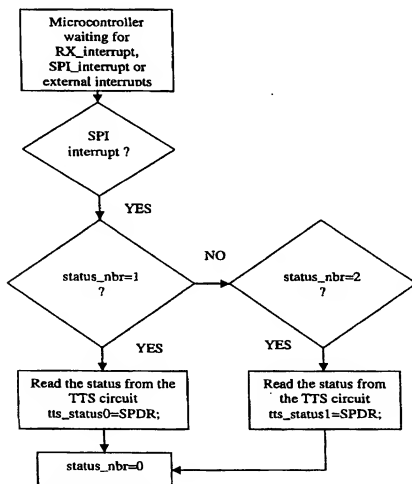 Microcontroller
waiting for
RX_interrupt,
SPI_interrupt or
external interrupts
SPI
interrupt ?
YES
status_nbr=1
?
NO
status_nbr=2
?
YES
YES
Read the status from the
TTS circuit
tts_status0=SPDR;
Read the status from
the TTS circuit
tts_status1=SPDR;
status_nbr=0